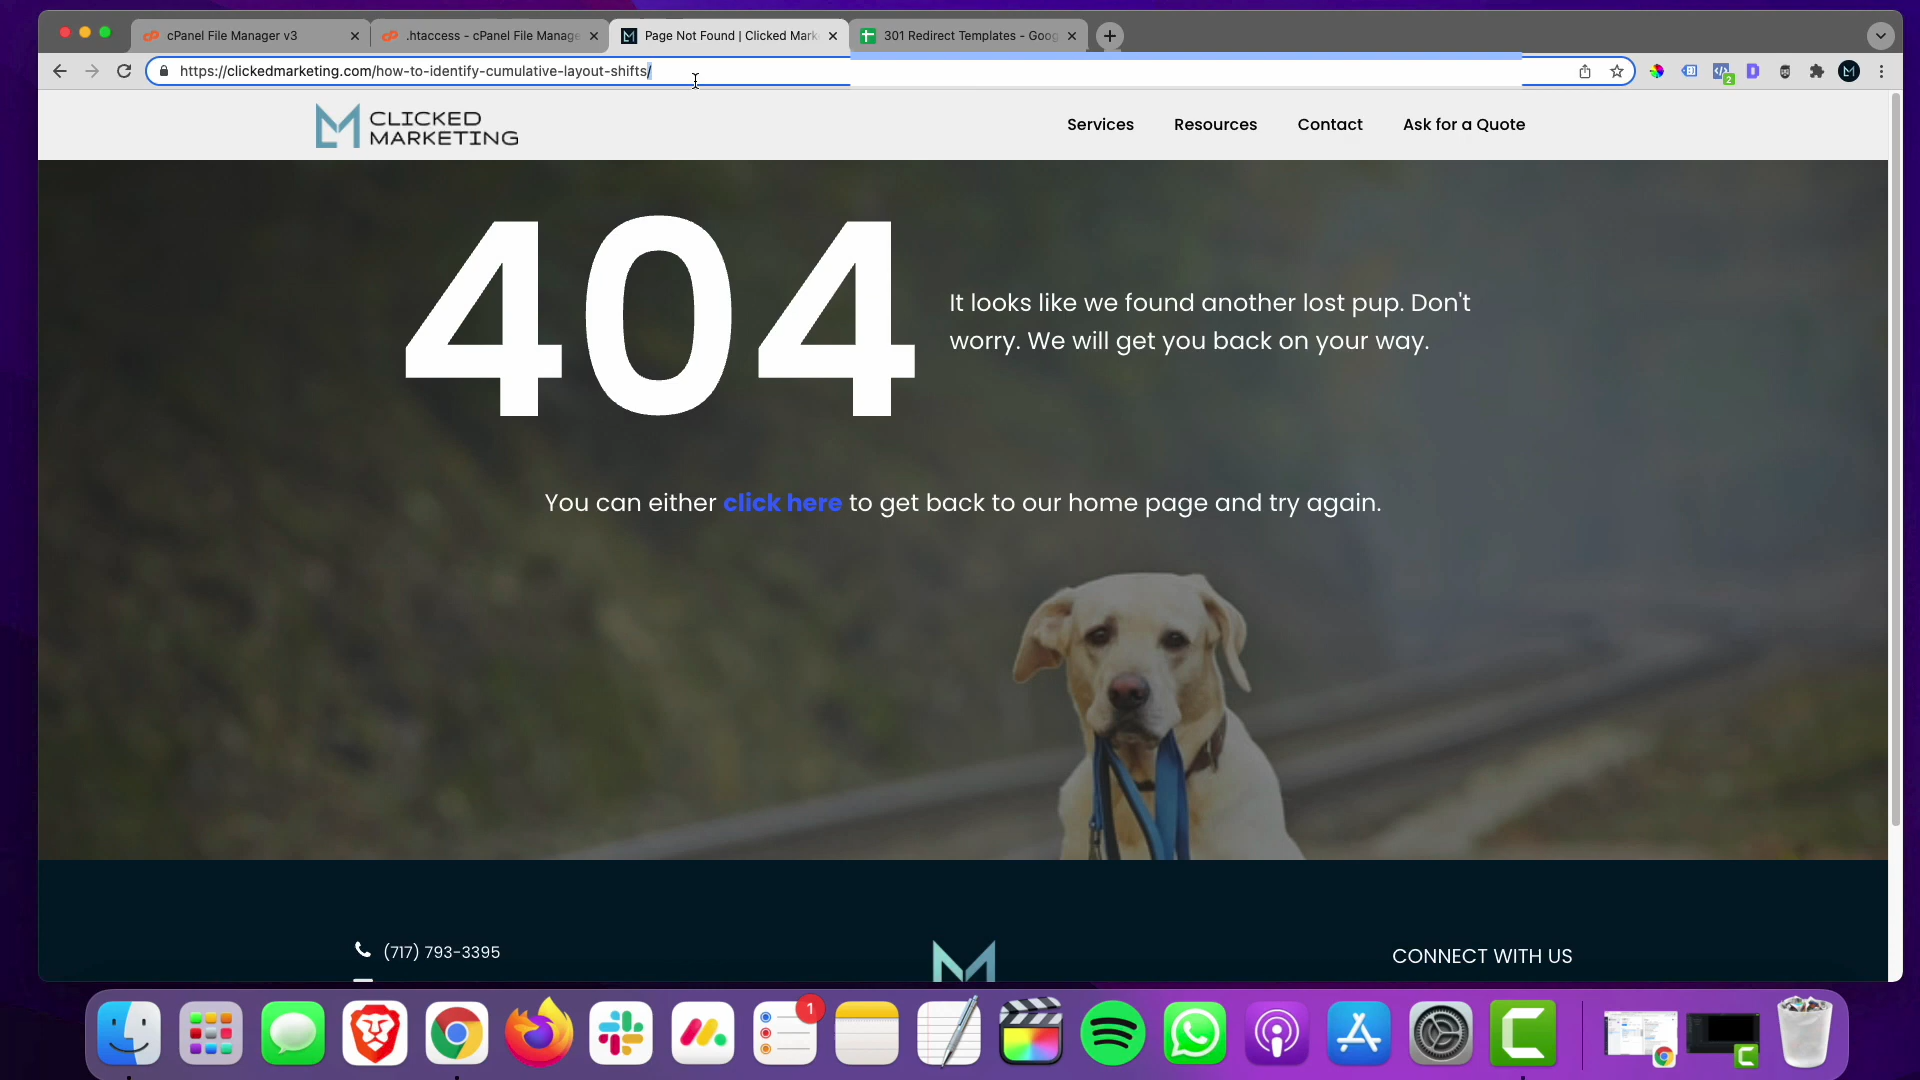 cPanel File Manager v3
.htaccess - cPanel File Manage
Page Not Found | Clicked Mark
301 Redirect Templates - Goog
https://clickedmarketing.com/how-to-identify-cumulative-layout-shifts/
2
CLICKED
MARKETING
Services
Resources
Contact
Ask for a Quote
404
It looks like we found another lost pup. Don't
worry. We will get you back on your way.
You can either click here to get back to our home page and try again.
(717) 793-3395
CONNECT WITH US
1